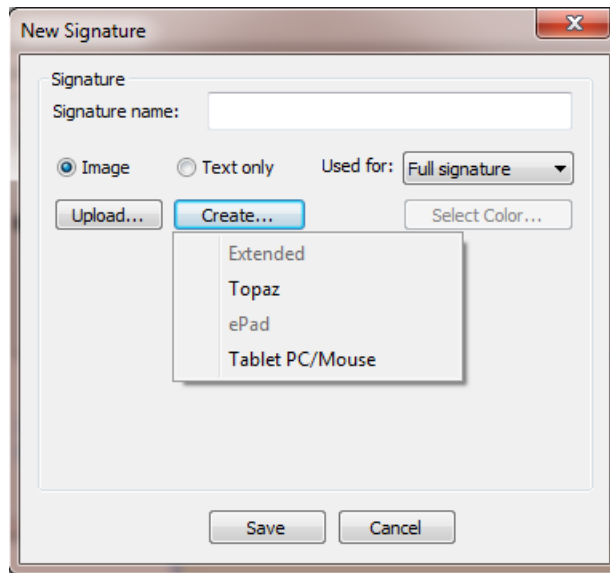 New Signature
Signature
Signature name:
Image Text only Used for: Full signature
Upload... Create... Select Color...
Extended
Topaz
ePad
Tablet PC/Mouse
Save Cancel